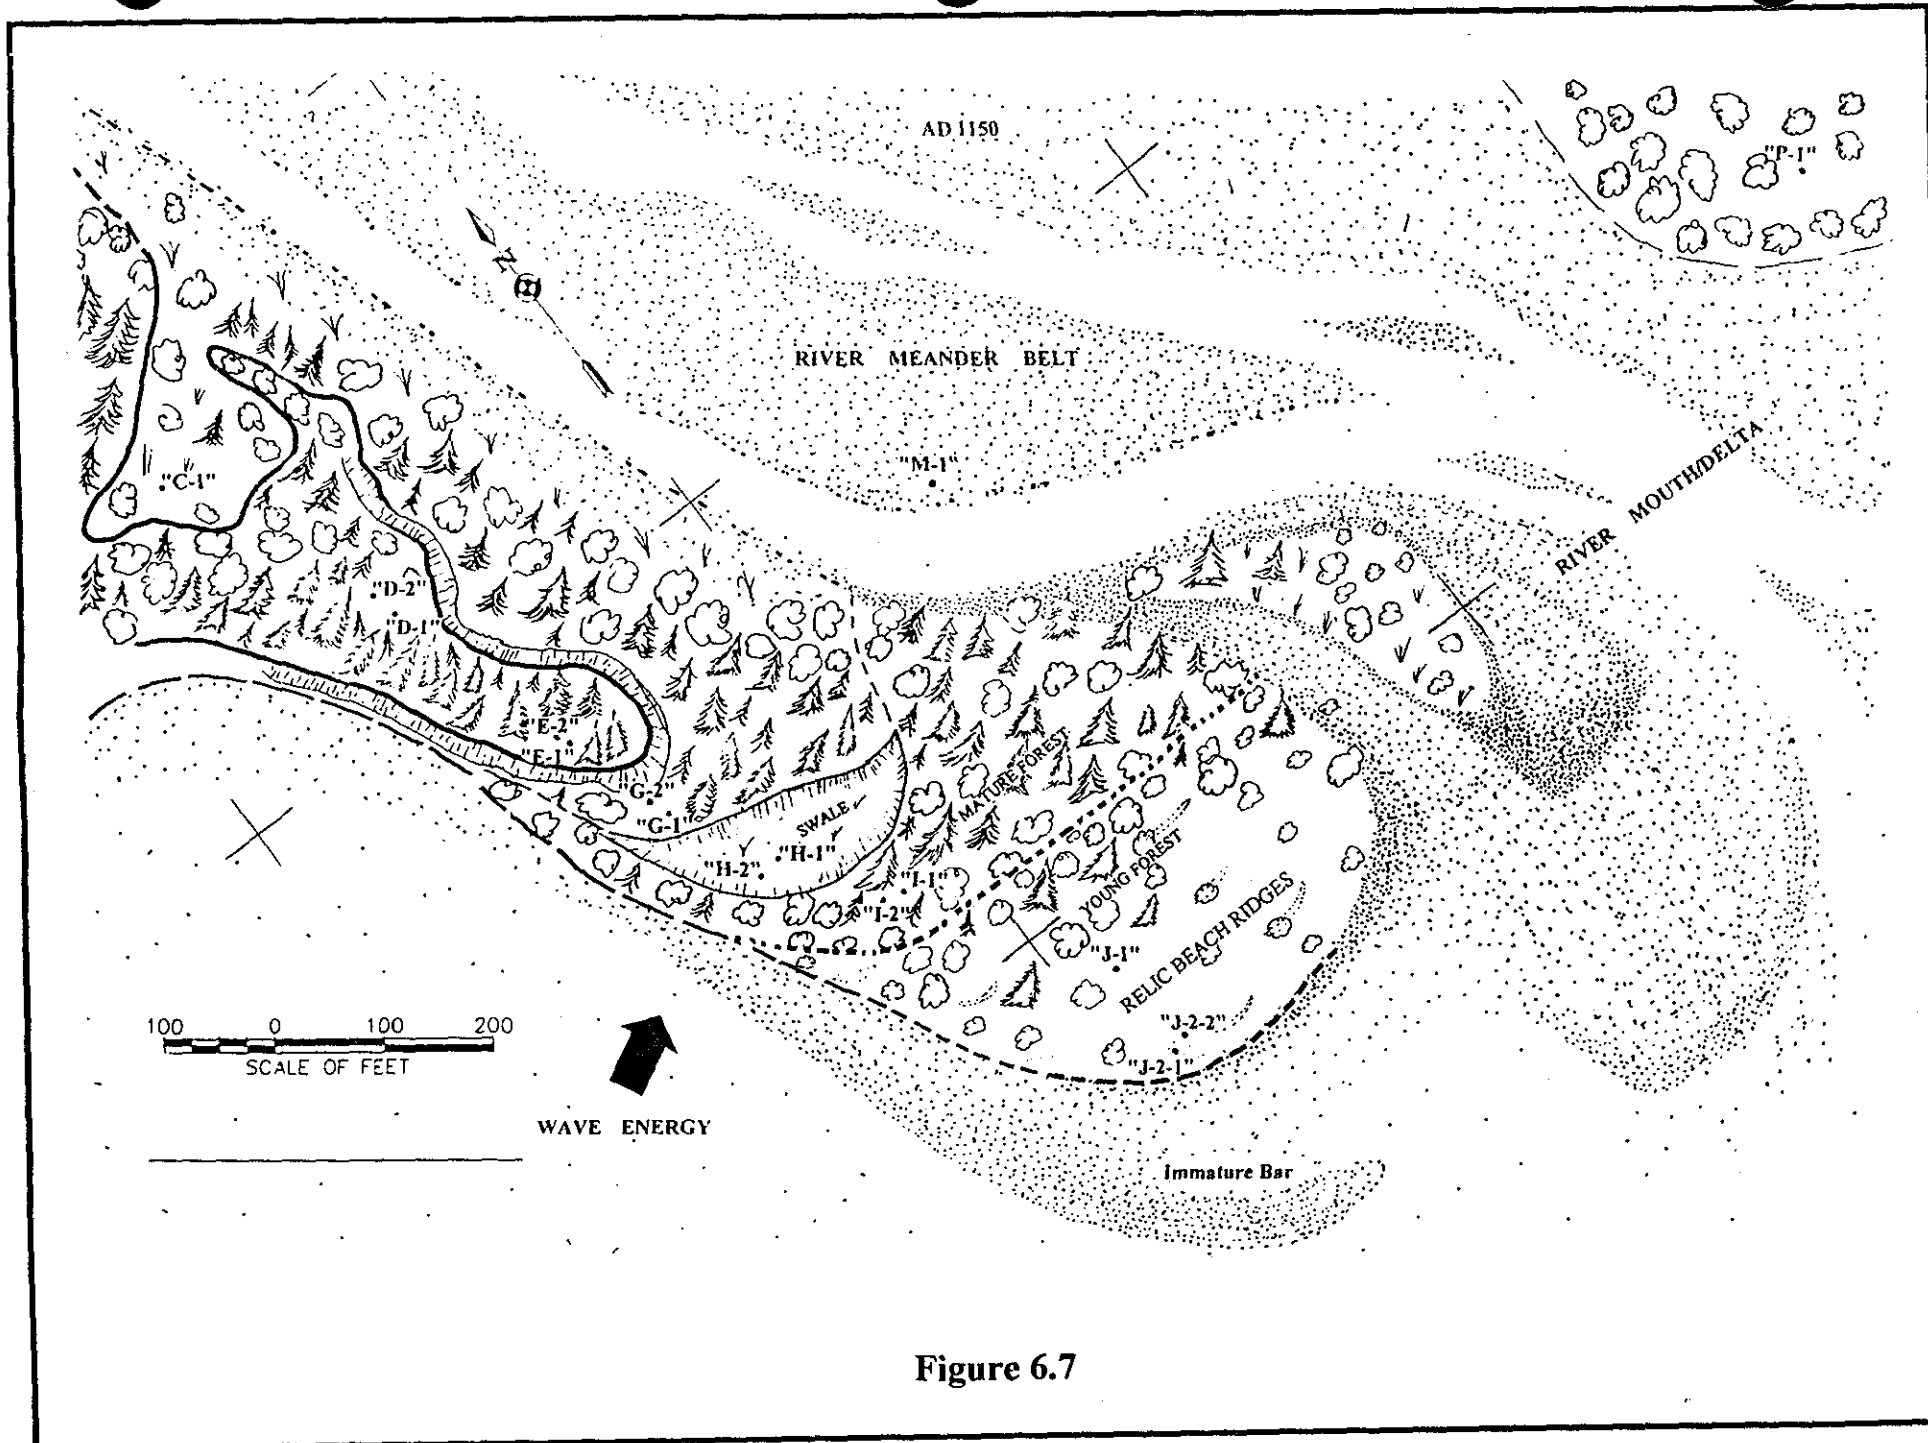 AD 1150
"P-1"
N
RIVER MEANDER BELT
"M-1"
"C-1"
RIVER MOUTH/DELTA
"D-2"
"D-1"
"E-2"
"E-1"
"G-2"
"G-1"
SWALE
"H-1"
"H-2"
MATURE FOREST
"I-1"
"I-2"
YOUNG FOREST
"J-1"
RELIC BEACH RIDGES
"J-2-2"
"J-2-1"
100 0 100 200
SCALE OF FEET
WAVE ENERGY
Immature Bar
Figure 6.7